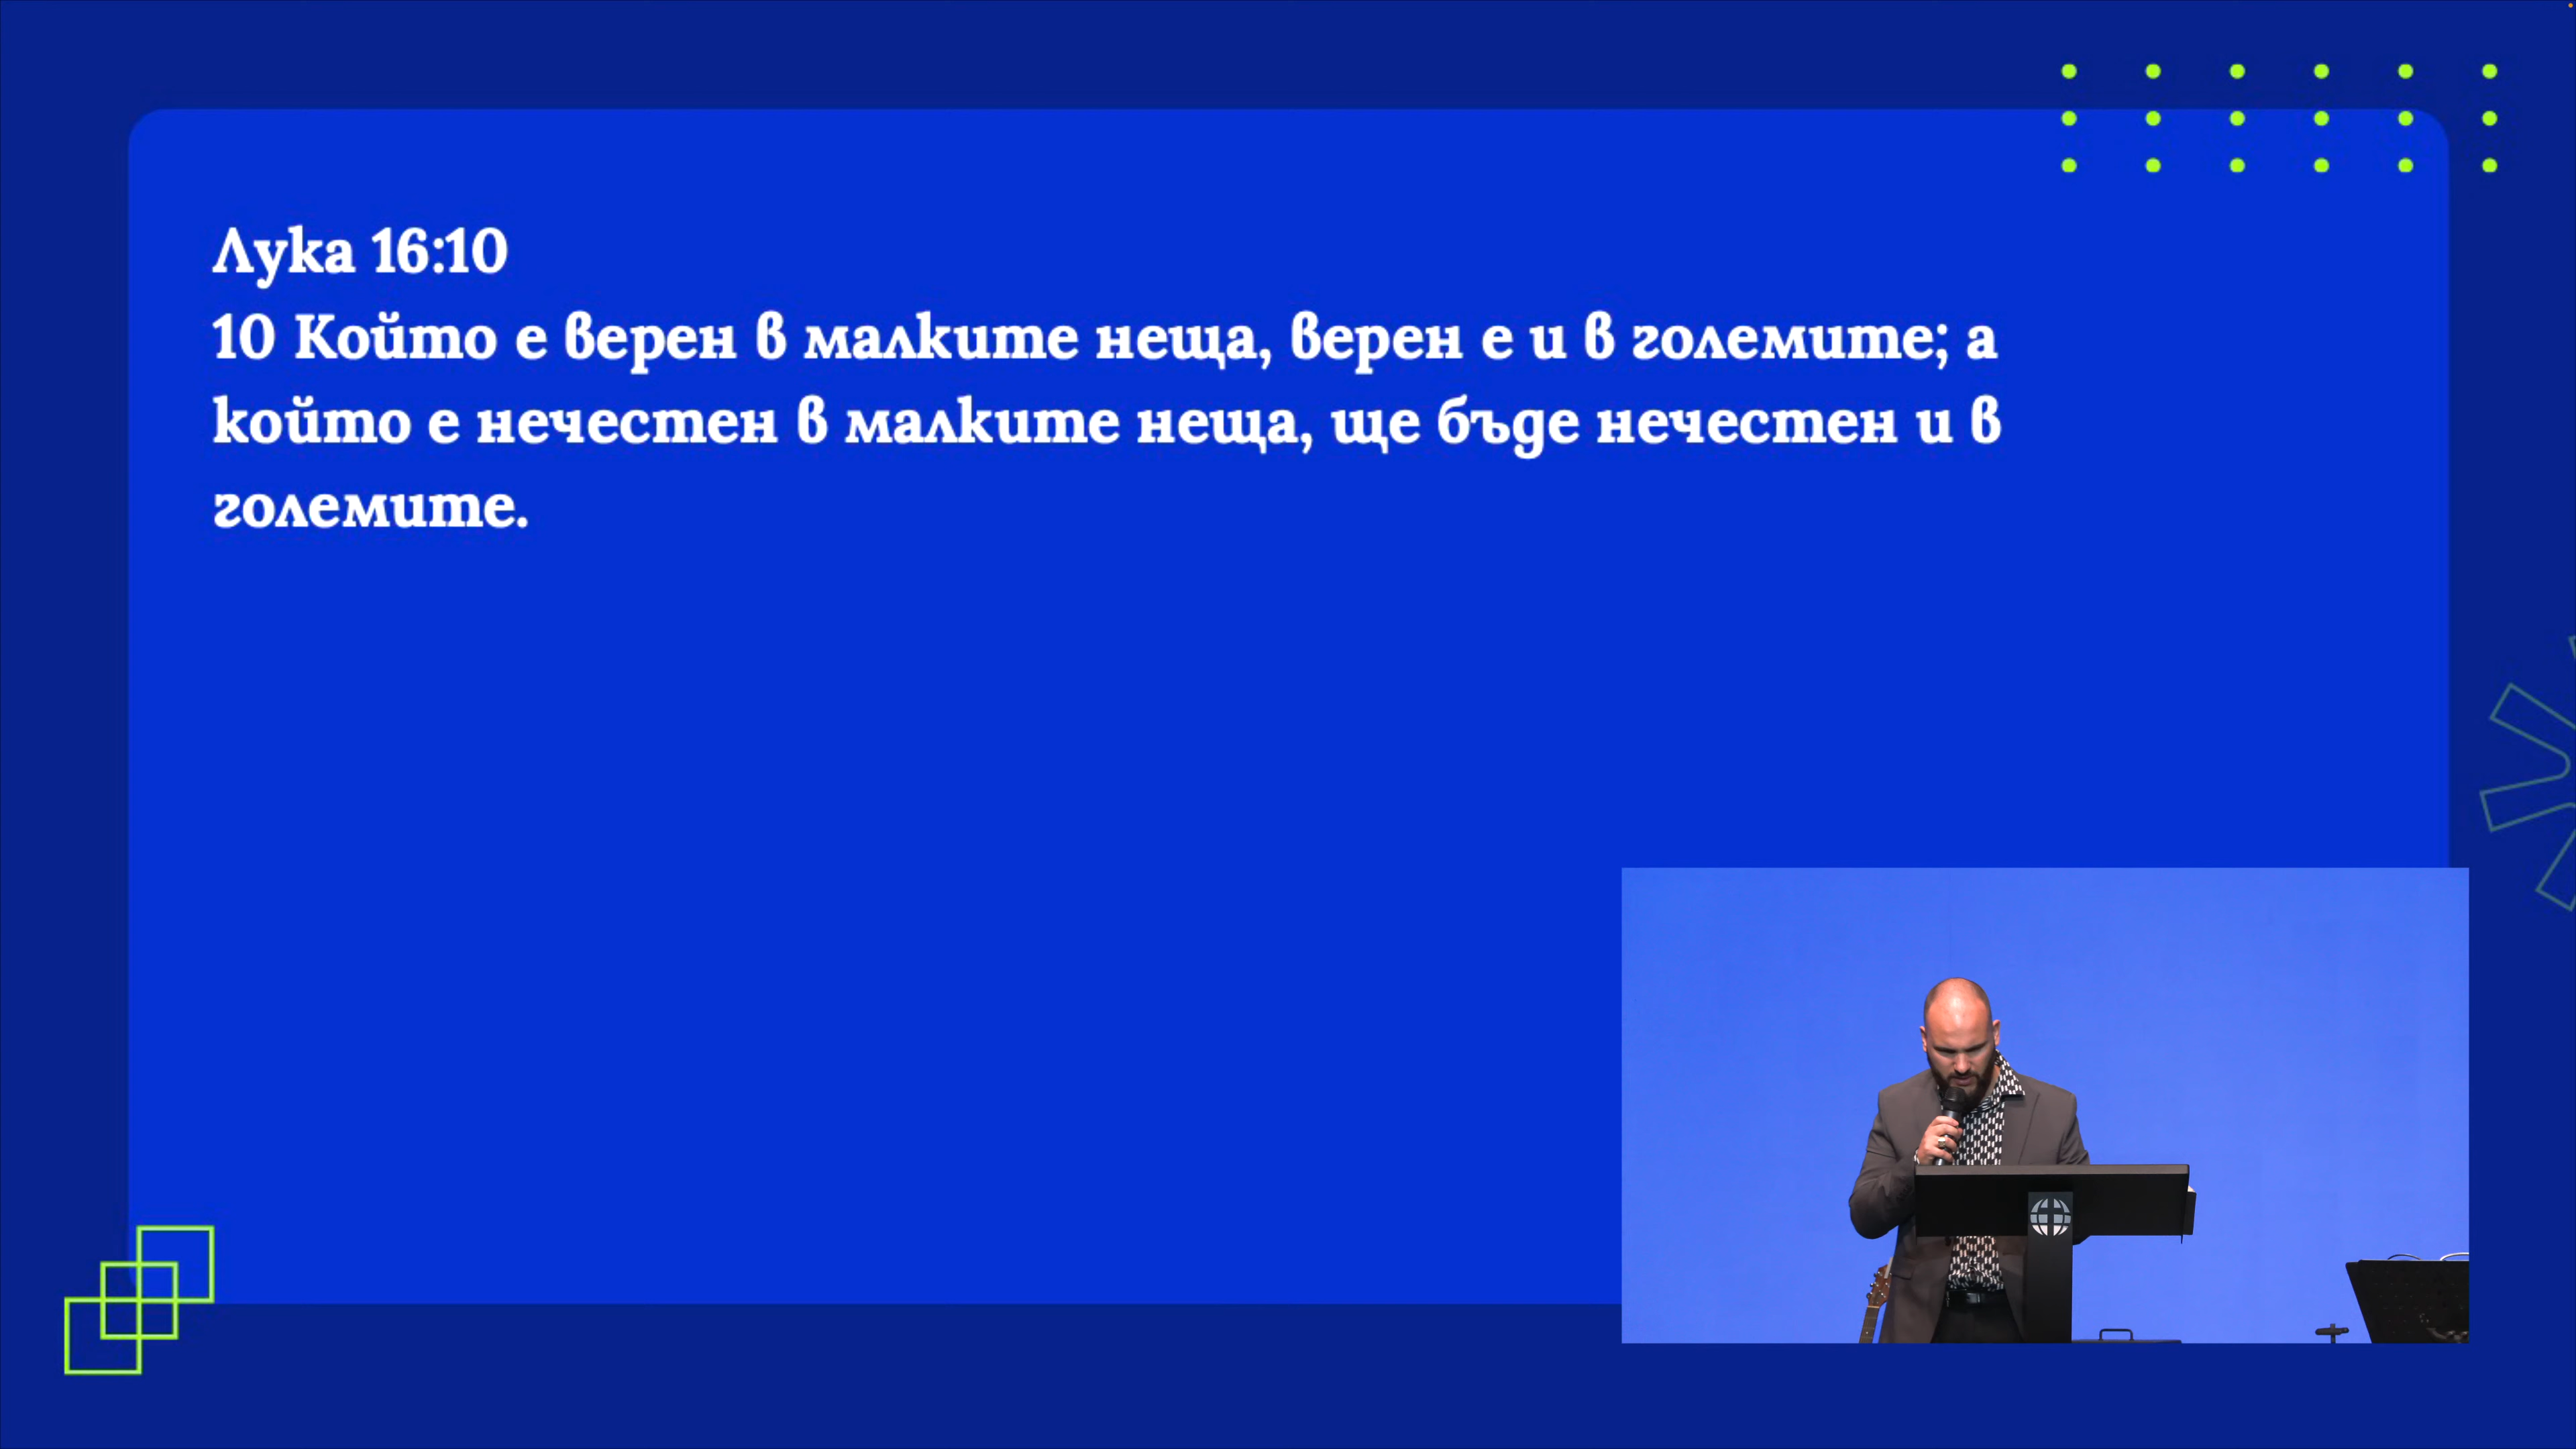 Лука 16:10
10 Който е верен в малките неща, верен е и в големите; а
който е нечестен в малките неща, ще бъде нечестен и в
големите.